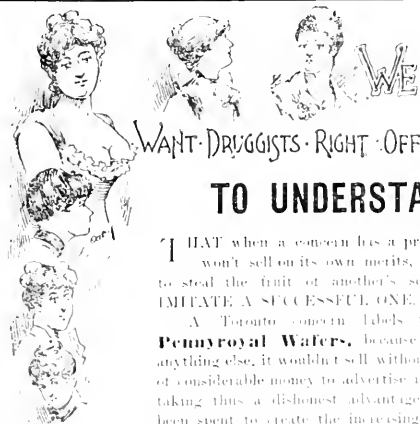 WE
WANT · DRUGGISTS · RIGHT · OFF
TO UNDERSTA
THAT when a concern has a pr
won't sell on its own merits,
to steal the fruit of another's s
IMITATE A SUCCESSFUL ONE.
A Toronto concern labels
Pennyroyal Wafers, because
anything else, it wouldn't sell withou
of considerable money to advertise i
taking thus a dishonest advantage
been spent to create the increasing